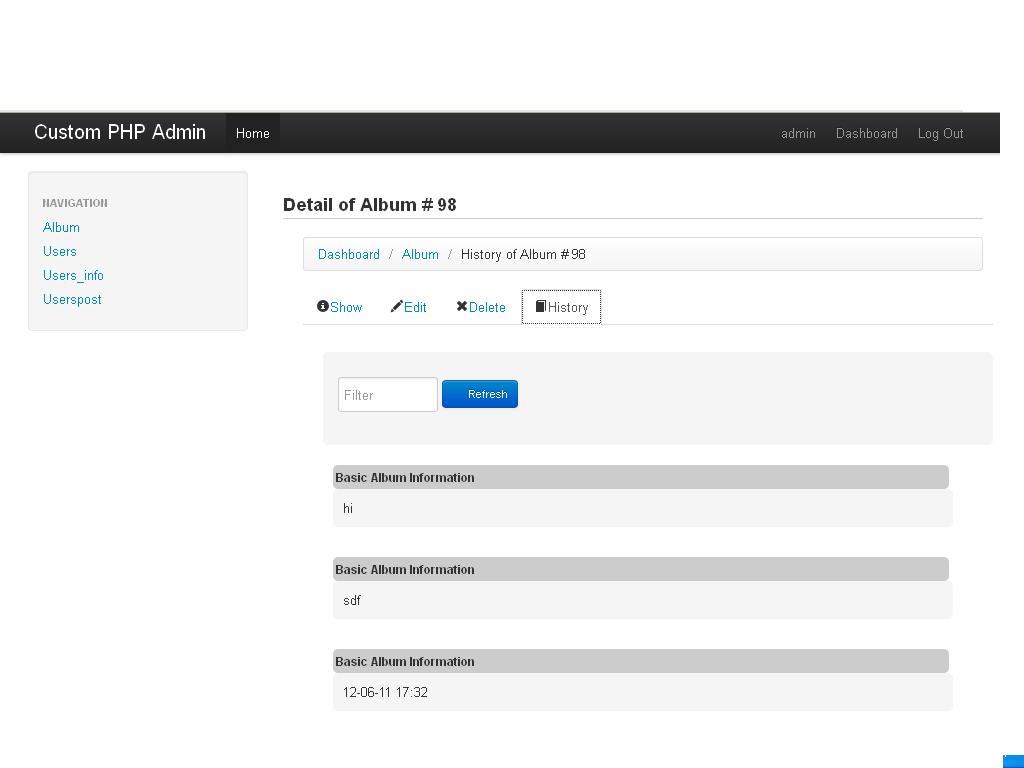 Custom PHP Admin Home admin Dashboard Log Out
NAVIGATION
Album
Users
Users_info
Userspost
Detail of Album # 98
Dashboard / Album / History of Album #98
Show Edit Delete History
Filter Refresh
Basic Album Information
hi
Basic Album Information
sdf
Basic Album Information
12-06-11 17:32